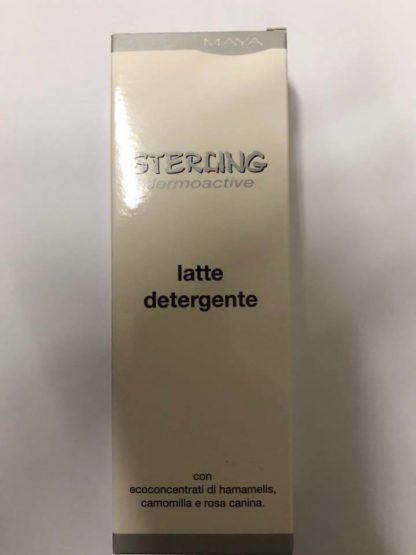 MAYA
STERLING
dermoactive
latte
detergente
con
ecoconcentrati di hamamelis,
camomilla e rosa canina.